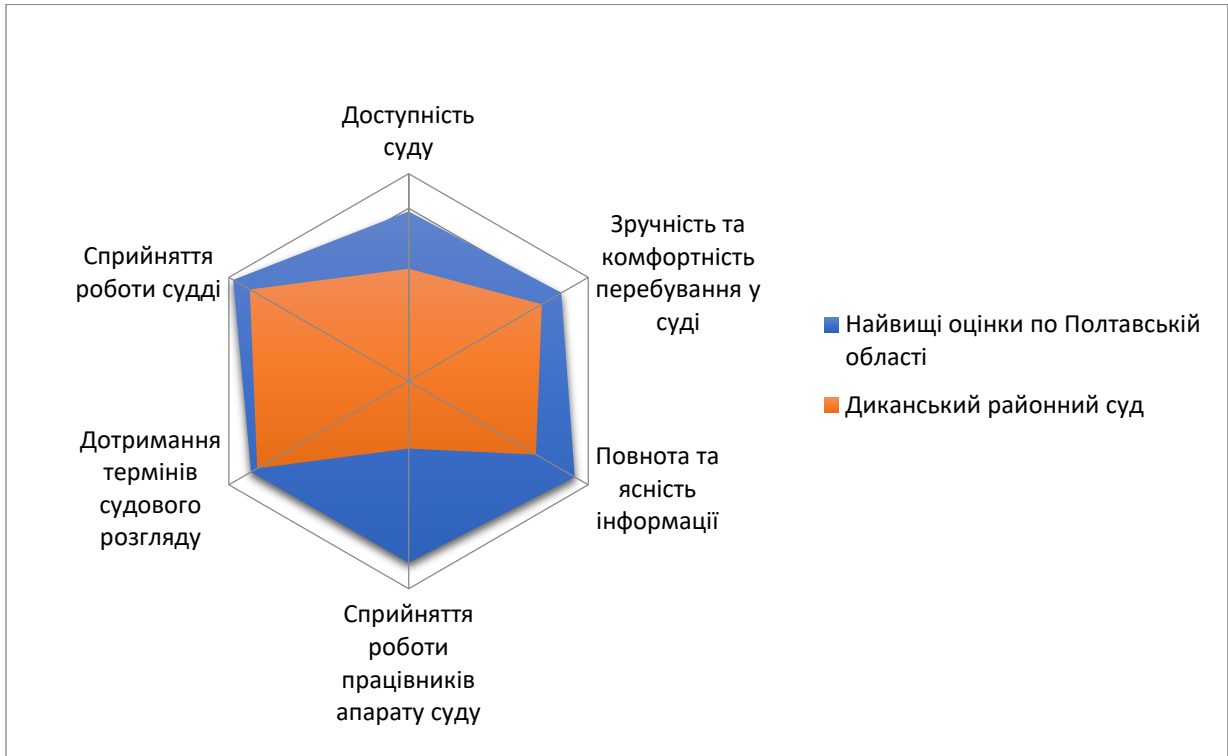 Доступність
суду
Зручність та
комфортність
перебування у
суді
Повнота та
ясність
інформації
Сприйняття
роботи
працівників
апарату суду
Дотримання
термінів
судового
розгляду
Сприйняття
роботи судді
Найвищі оцінки по Полтавській
області
Диканський районний суд